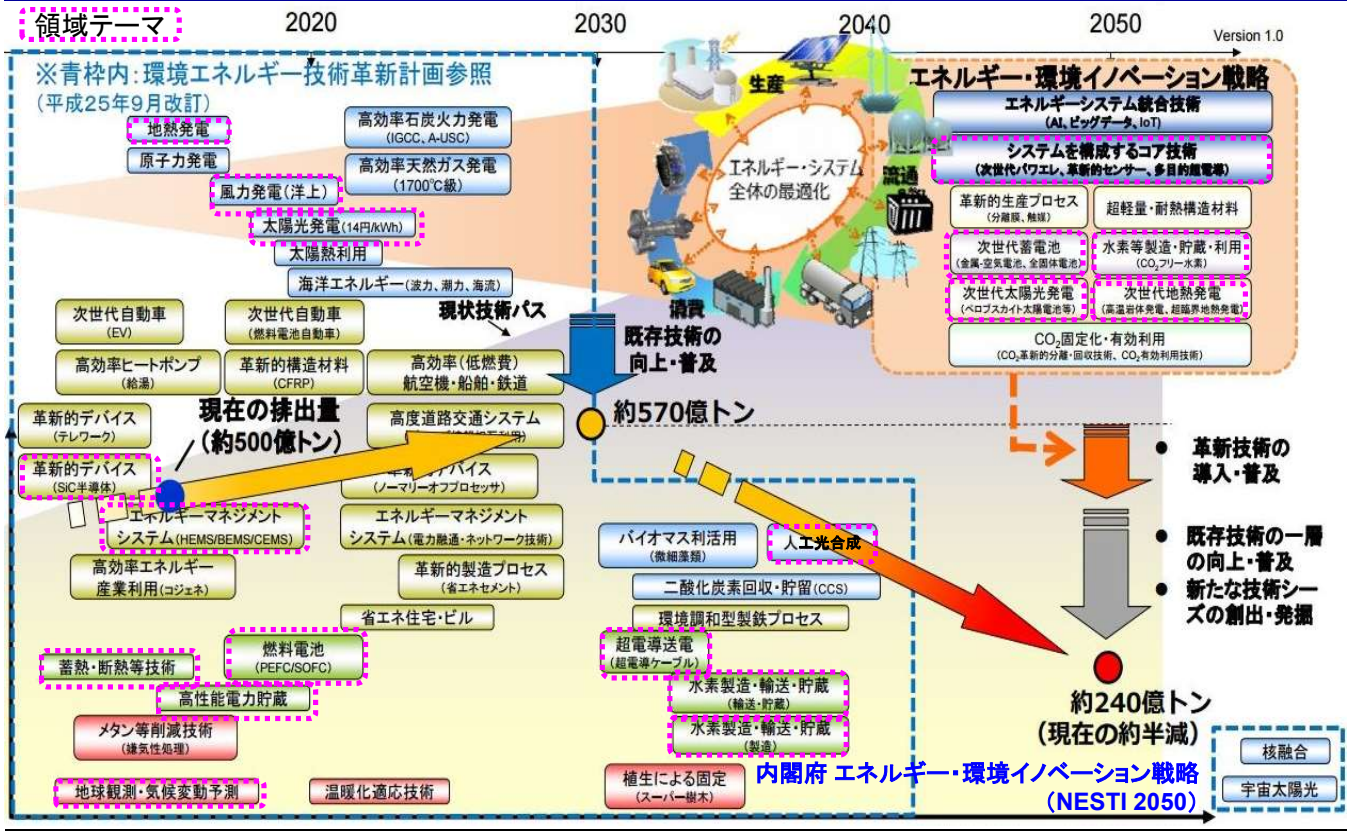 領域テーマ
2020
2030
2040
2050
Version 1.0
※青枠内：環境エネルギー技術革新計画参照
（平成25年9月改訂）
地熱発電
原子力発電
風力発電(洋上)
太陽光発電(14円/kWh)
太陽熱利用
海洋エネルギー(波力、潮力、海流)
高効率石炭火力発電
(IGCC、A-USC)
高効率天然ガス発電
(1700℃級)
生産
流通
消費
エネルギー・システム
全体の最適化
エネルギー・環境イノベーション戦略
エネルギーシステム統合技術
(AI、ビッグデータ、IoT)
システムを構成するコア技術
(次世代パワエレ、革新的センサー、多目的超電導)
革新的生産プロセス
(分離膜、触媒)
超軽量・耐熱構造材料
次世代蓄電池
(金属-空気電池、全固体電池)
水素等製造・貯蔵・利用
(CO2フリー水素)
次世代太陽光発電
(ペロブスカイト太陽電池等)
次世代地熱発電
(高温岩体発電、超臨界地熱発電)
CO2固定化・有効利用
(CO2革新的分離・回収技術、CO2有効利用技術)
次世代自動車
(EV)
次世代自動車
(燃料電池自動車)
現状技術パス
既存技術の
向上・普及
高効率ヒートポンプ
(給湯)
革新的構造材料
(CFRP)
高効率(低燃費)
航空機・船舶・鉄道
革新的デバイス
(テレワーク)
現在の排出量
（約500億トン）
高度道路交通システム
約570億トン
革新的デバイス
(SiC半導体)
デバイス
(ノーマリーオフプロセッサ)
エネルギーマネジメント
システム(HEMS/BEMS/CEMS)
エネルギーマネジメント
システム(電力融通・ネットワーク技術)
高効率エネルギー
産業利用(コジェネ)
革新的製造プロセス
(省エネセメント)
省エネ住宅・ビル
燃料電池
(PEFC/SOFC)
蓄熱・断熱等技術
高性能電力貯蔵
メタン等削減技術
(嫌気性処理)
地球観測・気候変動予測
温暖化適応技術
バイオマス利活用
(微細藻類)
人工光合成
二酸化炭素回収・貯留(CCS)
環境調和型製鉄プロセス
超電導送電
(超電導ケーブル)
水素製造・輸送・貯蔵
(輸送・貯蔵)
水素製造・輸送・貯蔵
(製造)
植生による固定
(スーパー樹木)
● 革新技術の
導入・普及
● 既存技術の一層
の向上・普及
● 新たな技術シー
ズの創出・発掘
約240億トン
(現在の約半減)
内閣府 エネルギー・環境イノベーション戦略
（NESTI 2050）
核融合
宇宙太陽光